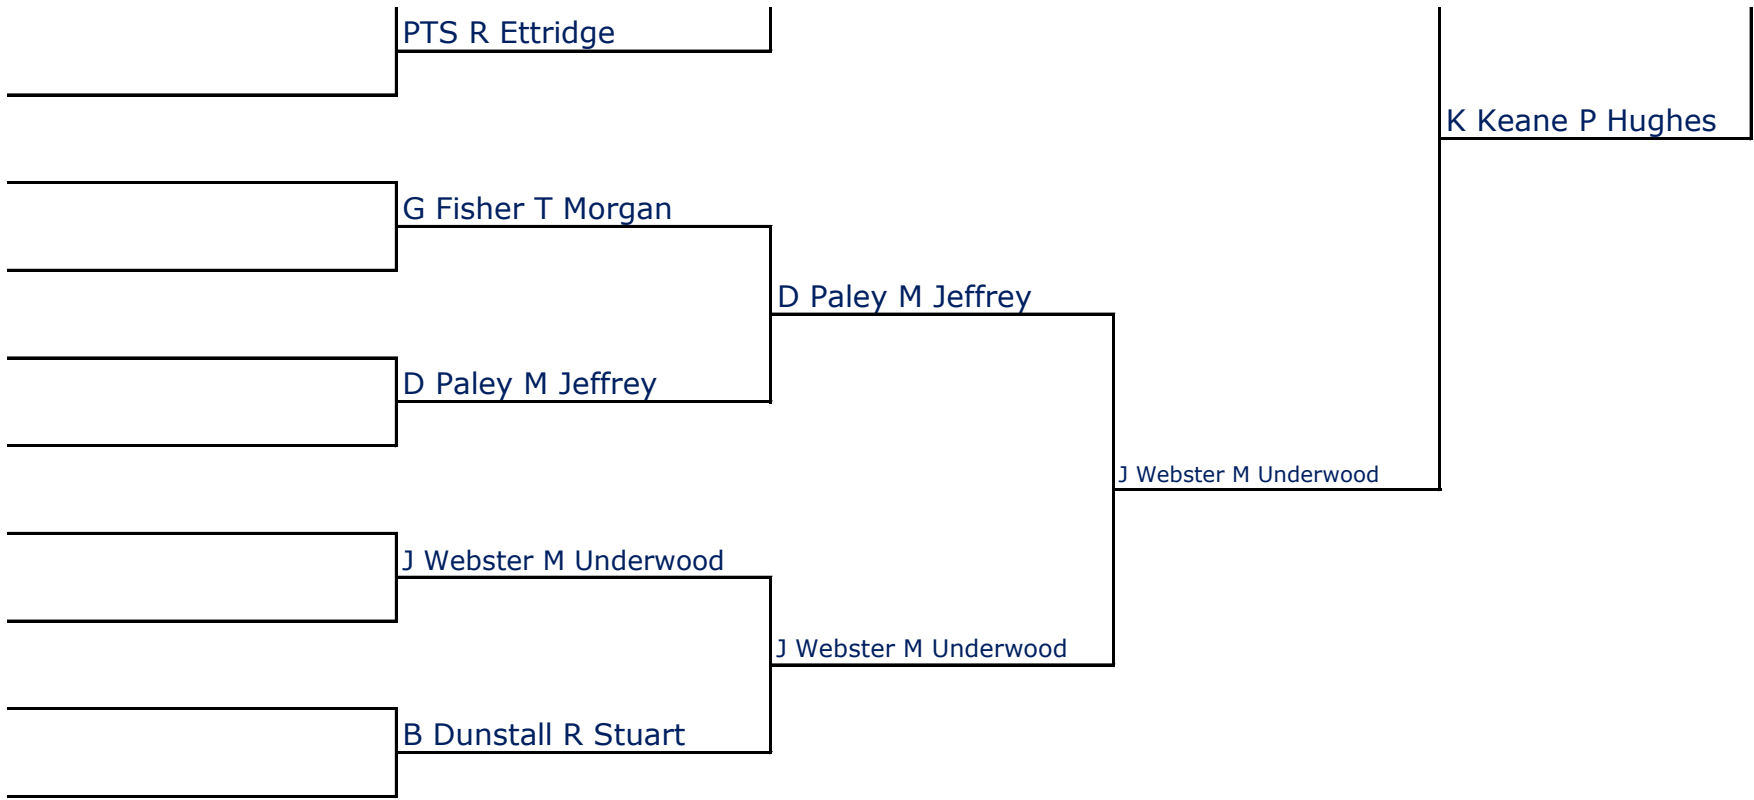 PTS R Ettridge
K Keane P Hughes
G Fisher T Morgan
D Paley M Jeffrey
D Paley M Jeffrey
J Webster M Underwood
J Webster M Underwood
J Webster M Underwood
B Dunstall R Stuart